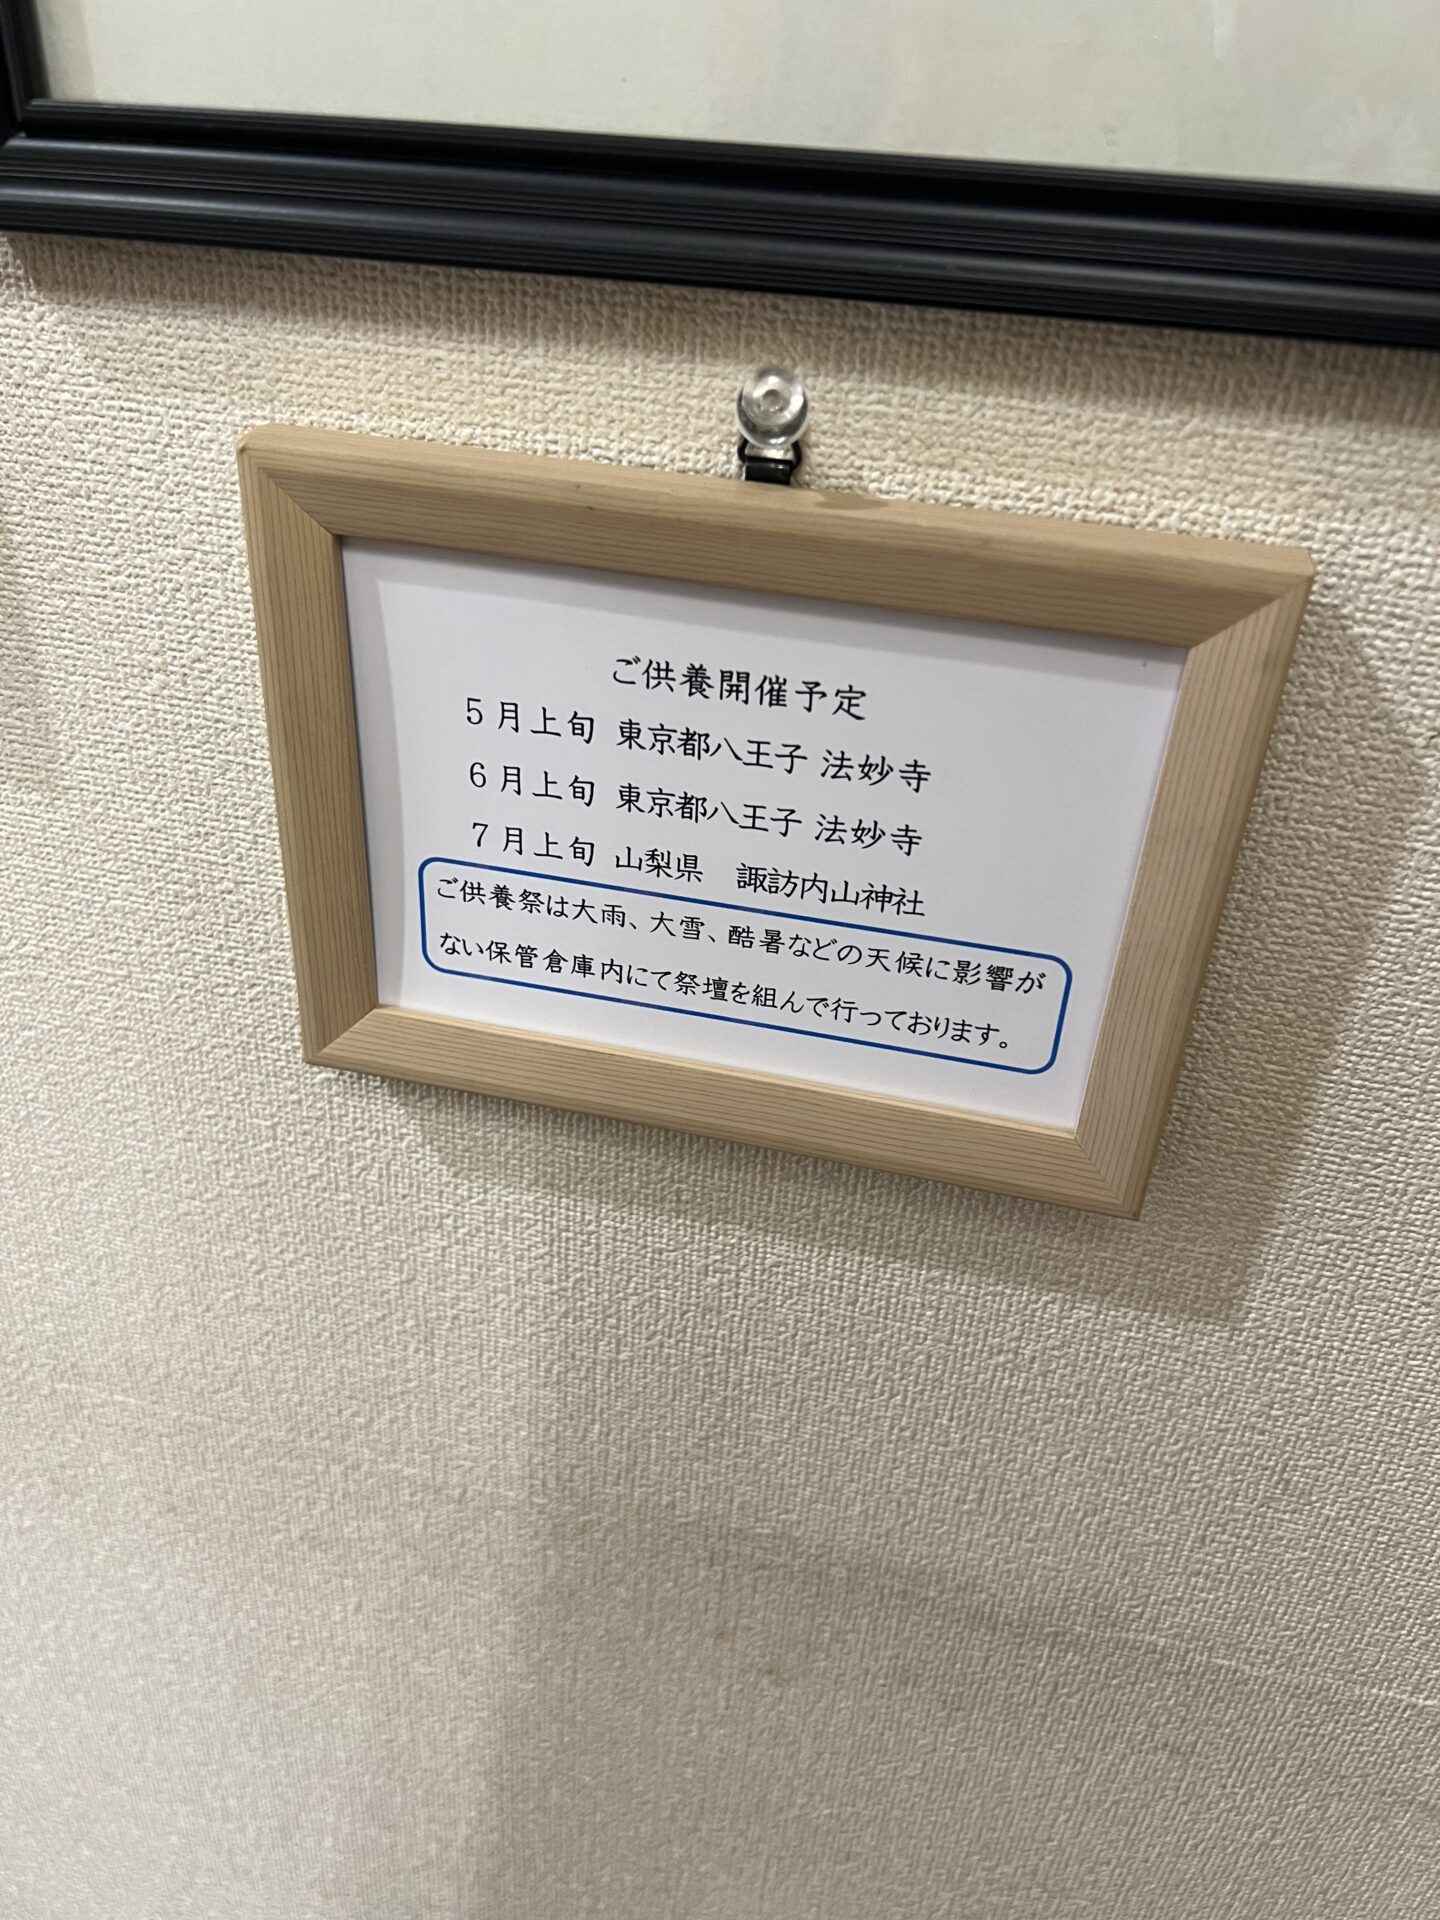 ご供養開催予定
5月上旬 東京都八王子 法妙寺
6月上旬 東京都八王子 法妙寺
7月上旬 山梨県 諏訪内山神社
ご供養祭は大雨、大雪、酷暑などの天候に影響が
ない保管倉庫内にて祭壇を組んで行っております。